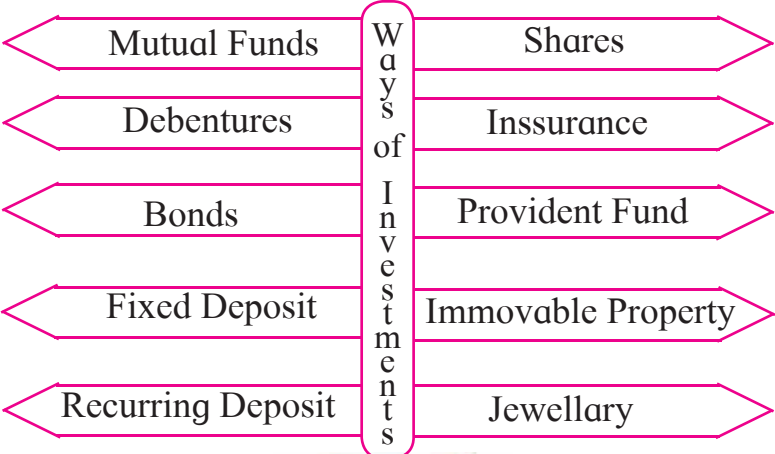 Mutual Funds
Debentures
Bonds
Fixed Deposit
Recurring Deposit
Ways of Investments
Shares
Inssurance
Provident Fund
Immovable Property
Jewellary